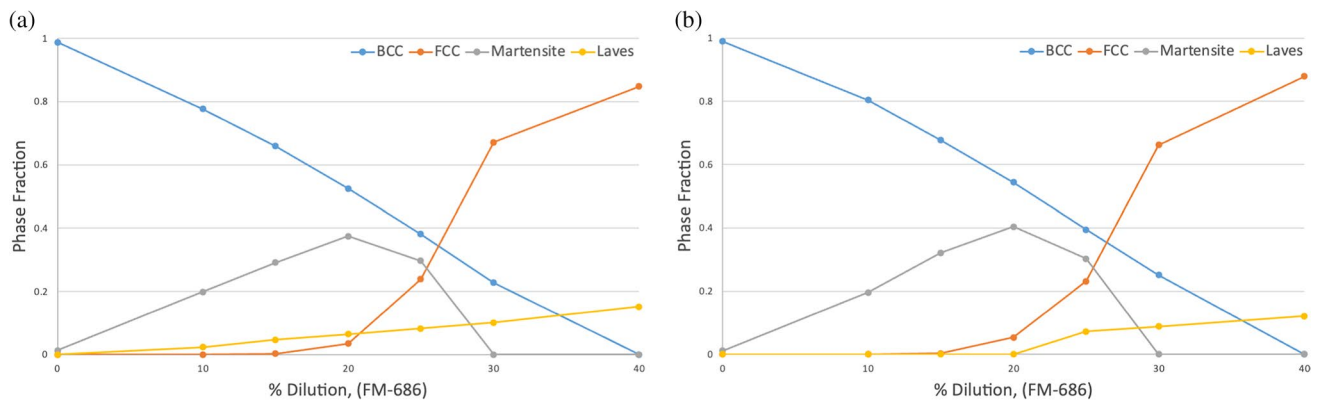 (a)
BCC FCC Martensite Laves
Phase Fraction
1
0.8
0.6
0.4
0.2
0
0 10 20 30 40
% Dilution, (FM-686)
(b)
BCC FCC Martensite Laves
Phase Fraction
1
0.8
0.6
0.4
0.2
0
0 10 20 30 40
% Dilution, (FM-686)